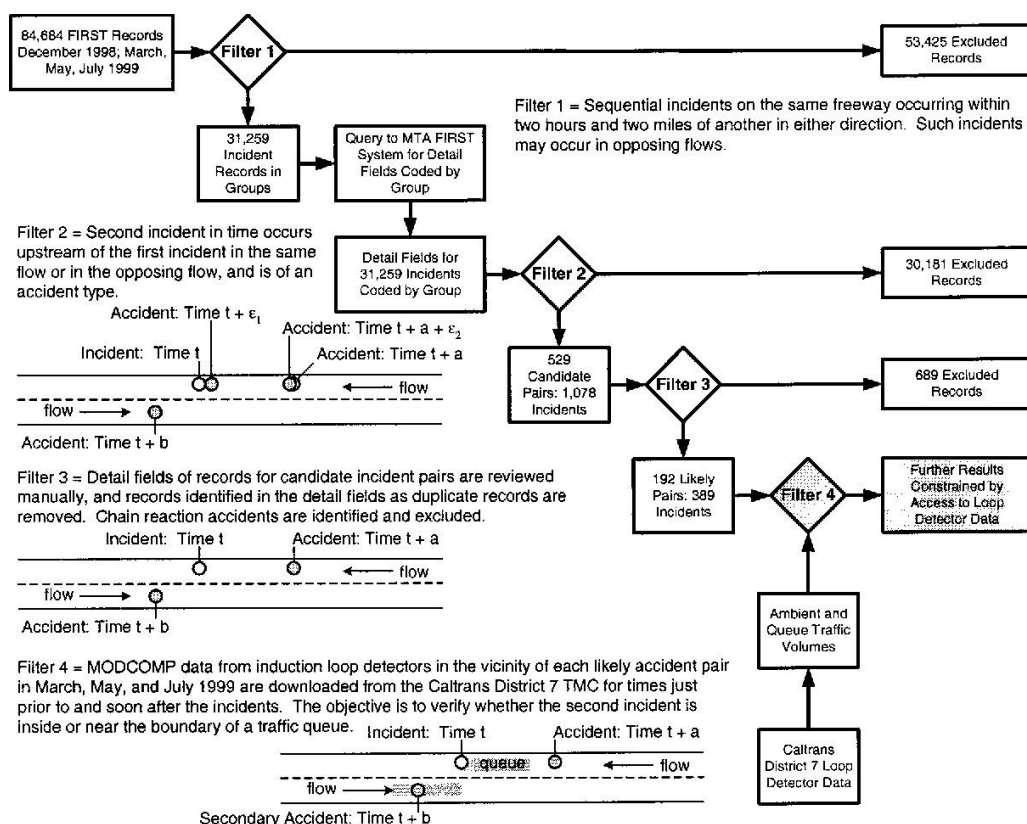 84,684 FIRST Records
December 1998; March,
May, July 1999
Filter 1
53,425 Excluded
Records
Filter 1 = Sequential incidents on the same freeway occurring within
two hours and two miles of another in either direction. Such incidents
may occur in opposing flows.
31,259
Incident
Records in
Groups
Query to MTA FIRST
System for Detail
Fields Coded by
Group
Filter 2 = Second incident in time occurs
upstream of the first incident in the same
flow or in the opposing flow, and is of an
accident type.
Detail Fields for
31,259 Incidents
Coded by Group
Filter 2
30,181 Excluded
Records
Accident: Time t + ε₁
Accident: Time t + a + ε₂
Incident: Time t
Accident: Time t + a
flow
flow
Accident: Time t + b
529
Candidate
Pairs: 1,078
Incidents
Filter 3
689 Excluded
Records
Filter 3 = Detail fields of records for candidate incident pairs are reviewed
manually, and records identified in the detail fields as duplicate records are
removed. Chain reaction accidents are identified and excluded.
192 Likely
Pairs: 389
Incidents
Filter 4
Further Results
Constrained by
Access to Loop
Detector Data
Incident: Time t
Accident: Time t + a
flow
flow
Accident: Time t + b
Ambient and
Queue Traffic
Volumes
Filter 4 = MODCOMP data from induction loop detectors in the vicinity of each likely accident pair
in March, May, and July 1999 are downloaded from the Caltrans District 7 TMC for times just
prior to and soon after the incidents. The objective is to verify whether the second incident is
inside or near the boundary of a traffic queue.
Incident: Time t
Accident: Time t + a
queue
flow
flow
Secondary Accident: Time t + b
Caltrans
District 7 Loop
Detector Data